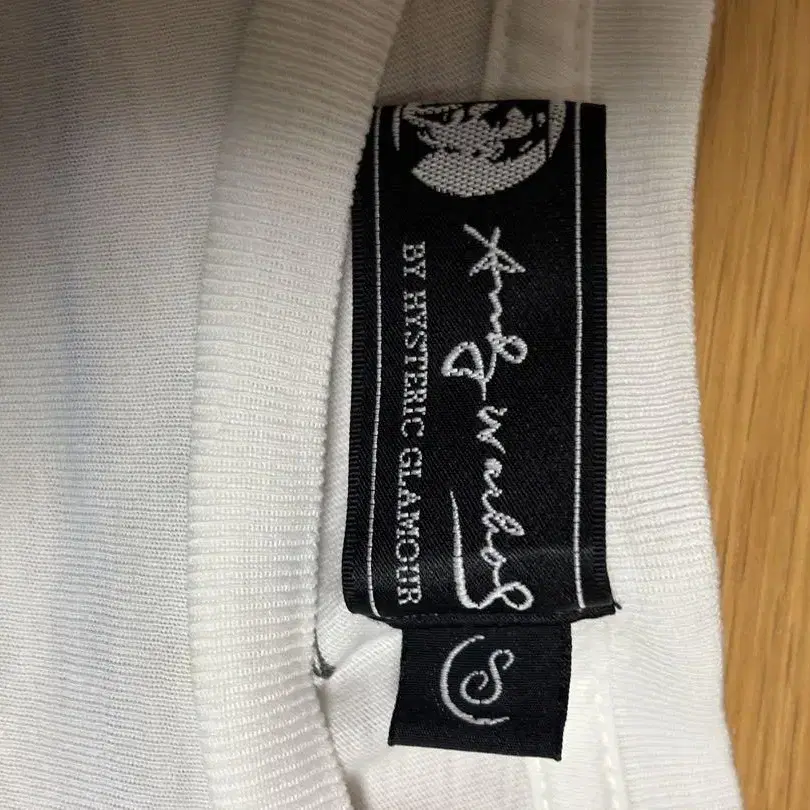 Andy Warhol
BY HYSTERIC GLAMOUR
S